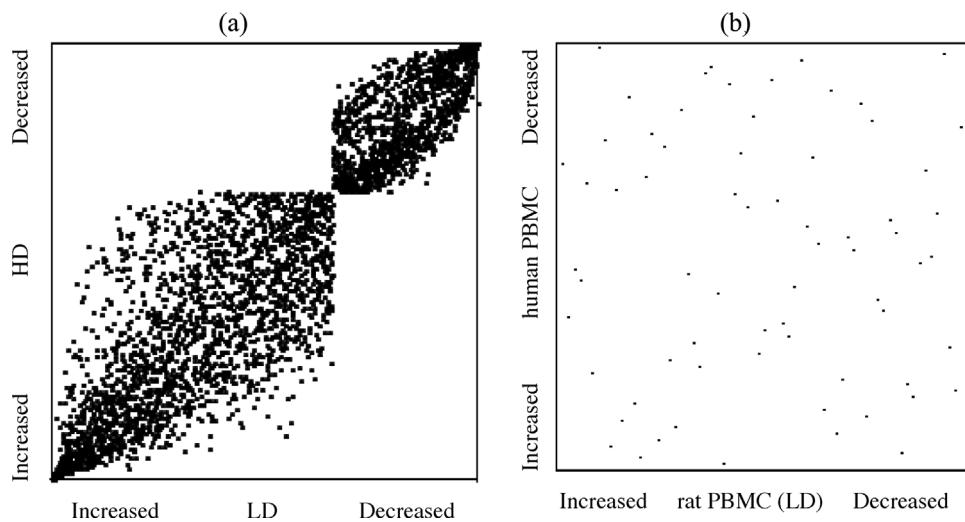 (a)
(b)
Decreased
HD
Increased
Decreased
human PBMC
Increased
Increased LD Decreased
Increased rat PBMC (LD) Decreased